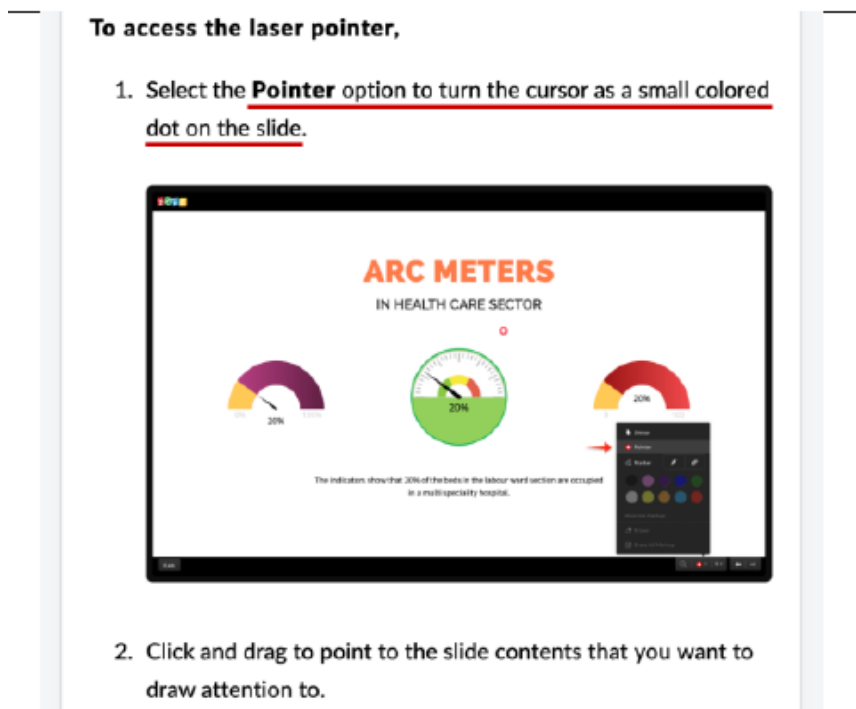 To access the laser pointer,
1. Select the Pointer option to turn the cursor as a small colored
dot on the slide.
ARC METERS
IN HEALTH CARE SECTOR
20%
20%
20%
The indicators show that 20% of the beds in the labour ward section are occupied
in a multispeciality hospital.
Pointer
Marker
2. Click and drag to point to the slide contents that you want to
draw attention to.